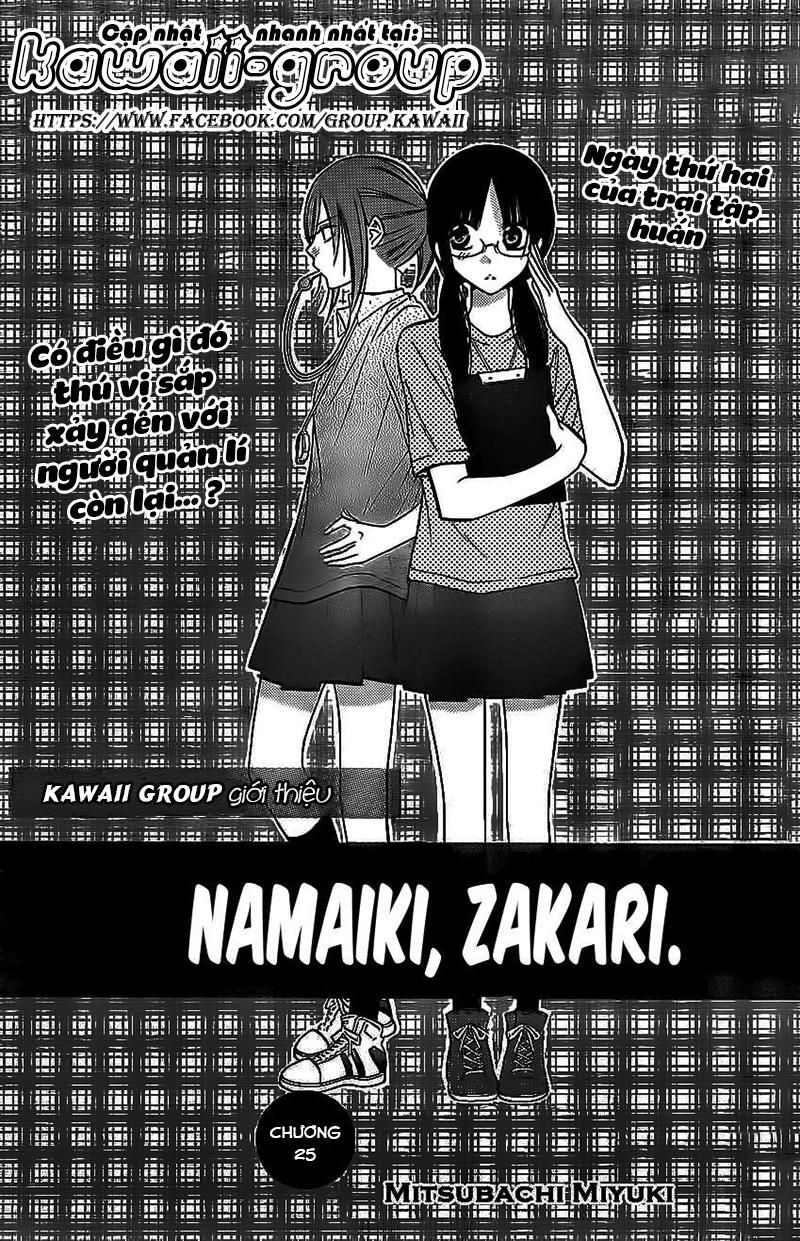 Cập nhật nhanh nhất tại:
kawaii-group
HTTPS://WWW.FACEBOOK.COM/GROUP.KAWAII
Ngày thứ hai
của trại tập
huấn
Có điều gì đó
thú vị sắp
xảy đến với
người quản lí
còn lại... ?
KAWAII GROUP giới thiệu
NAMAIKI, ZAKARI.
CHƯƠNG
25
MITSUBACHI MIYUKI